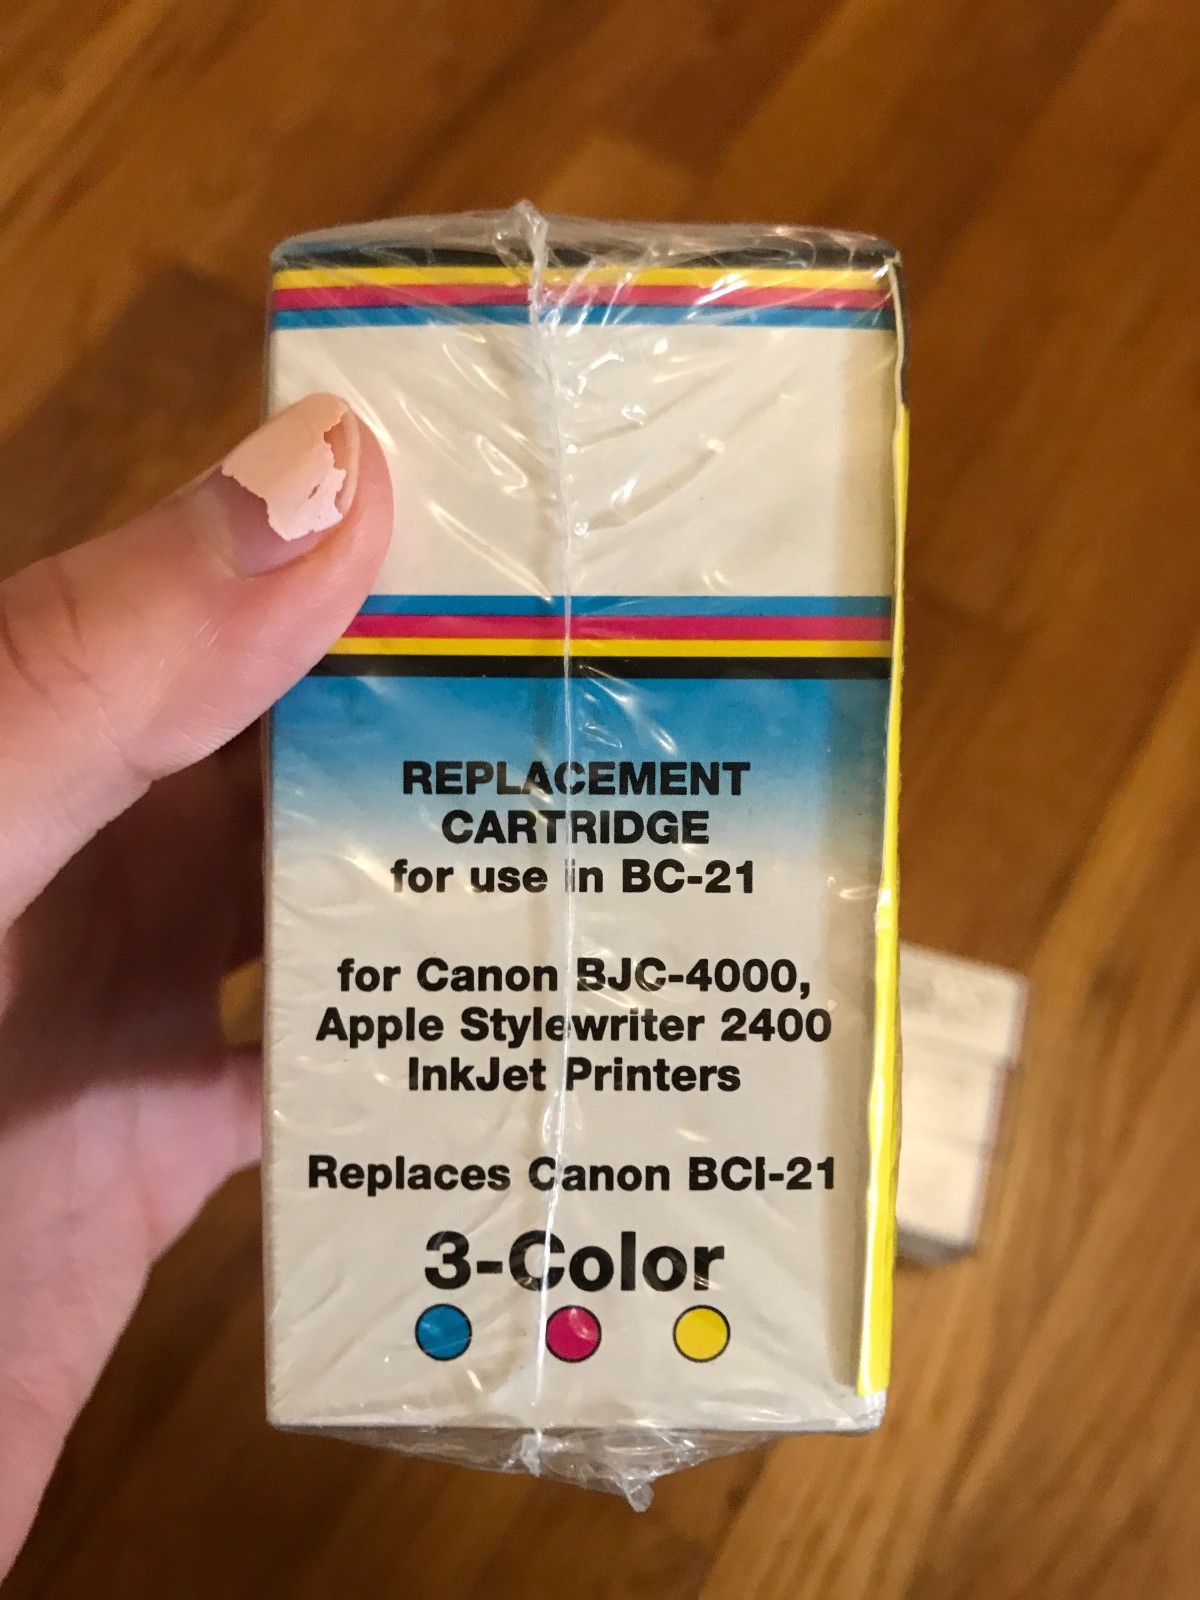 REPLACEMENT
CARTRIDGE
for use in BC-21
for Canon BJC-4000,
Apple Stylewriter 2400
InkJet Printers
Replaces Canon BCI-21
3-Color